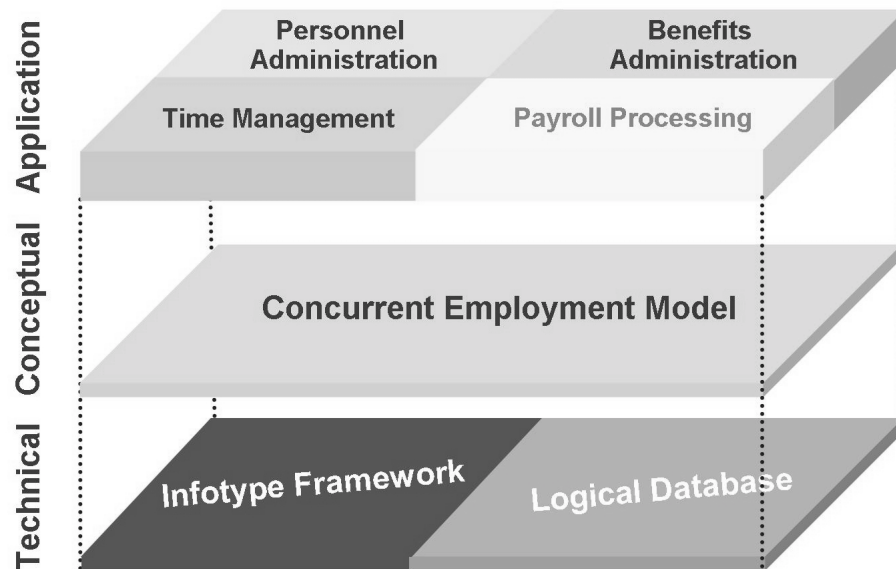 Application
Personnel
Administration
Benefits
Administration
Time Management
Payroll Processing
Conceptual
Concurrent Employment Model
Technical
Infotype Framework
Logical Database